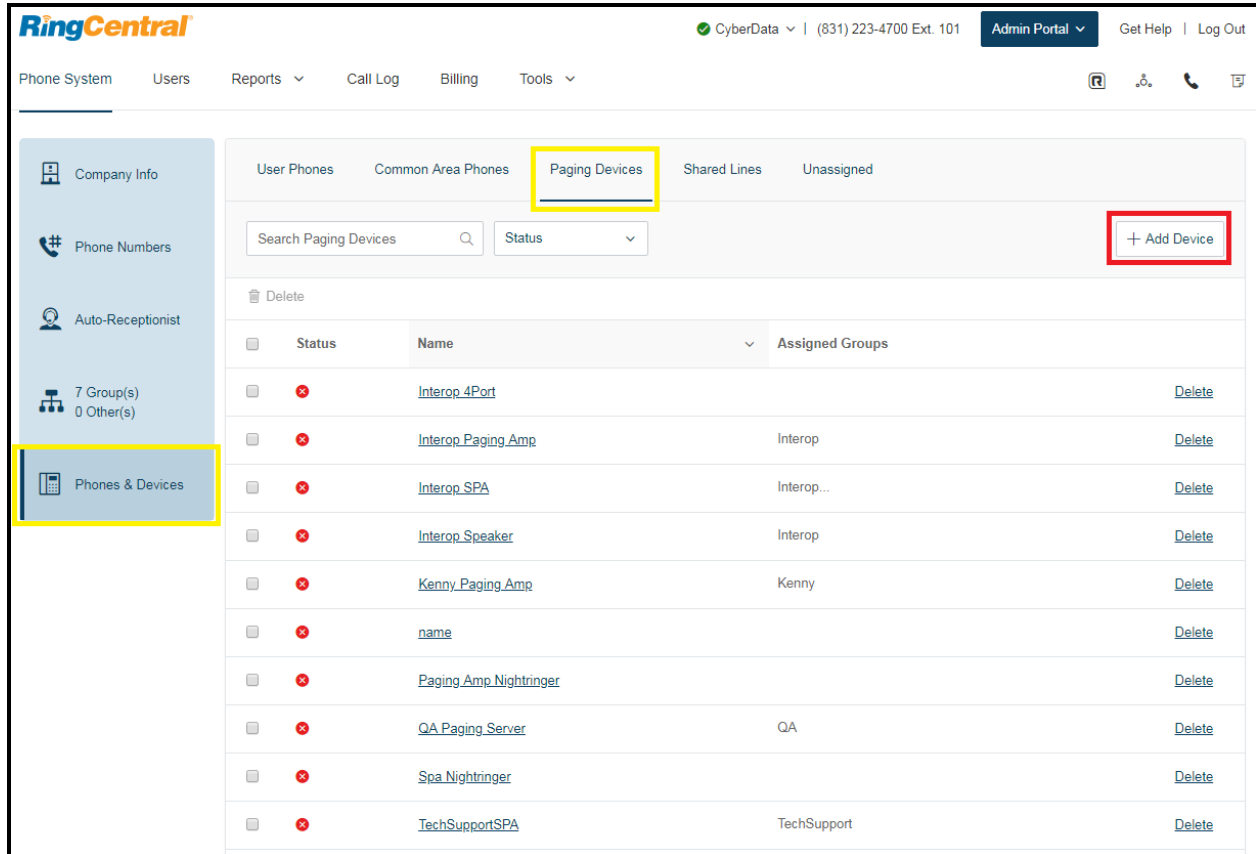 RingCentral®
CyberData | (831) 223-4700 Ext. 101 Admin Portal Get Help | Log Out
Phone System Users Reports Call Log Billing Tools
Company Info
Phone Numbers
Auto-Receptionist
7 Group(s)
0 Other(s)
Phones & Devices
User Phones Common Area Phones Paging Devices Shared Lines Unassigned
Search Paging Devices Status + Add Device
Delete
Status Name Assigned Groups
Interop 4Port Delete
Interop Paging Amp Interop Delete
Interop SPA Interop... Delete
Interop Speaker Interop Delete
Kenny Paging Amp Kenny Delete
name Delete
Paging Amp Nightringer Delete
QA Paging Server QA Delete
Spa Nightringer Delete
TechSupportSPA TechSupport Delete